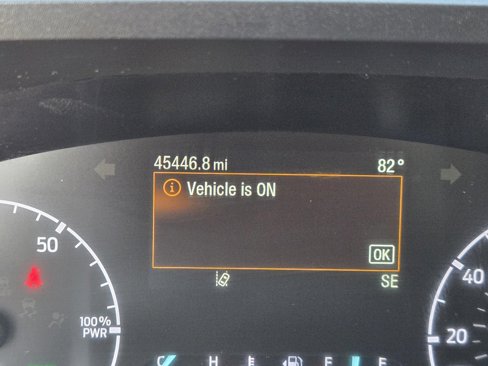 45446.8 mi 82°
Vehicle is ON
OK
SE
50
40
100%
PWR
20
C H E F